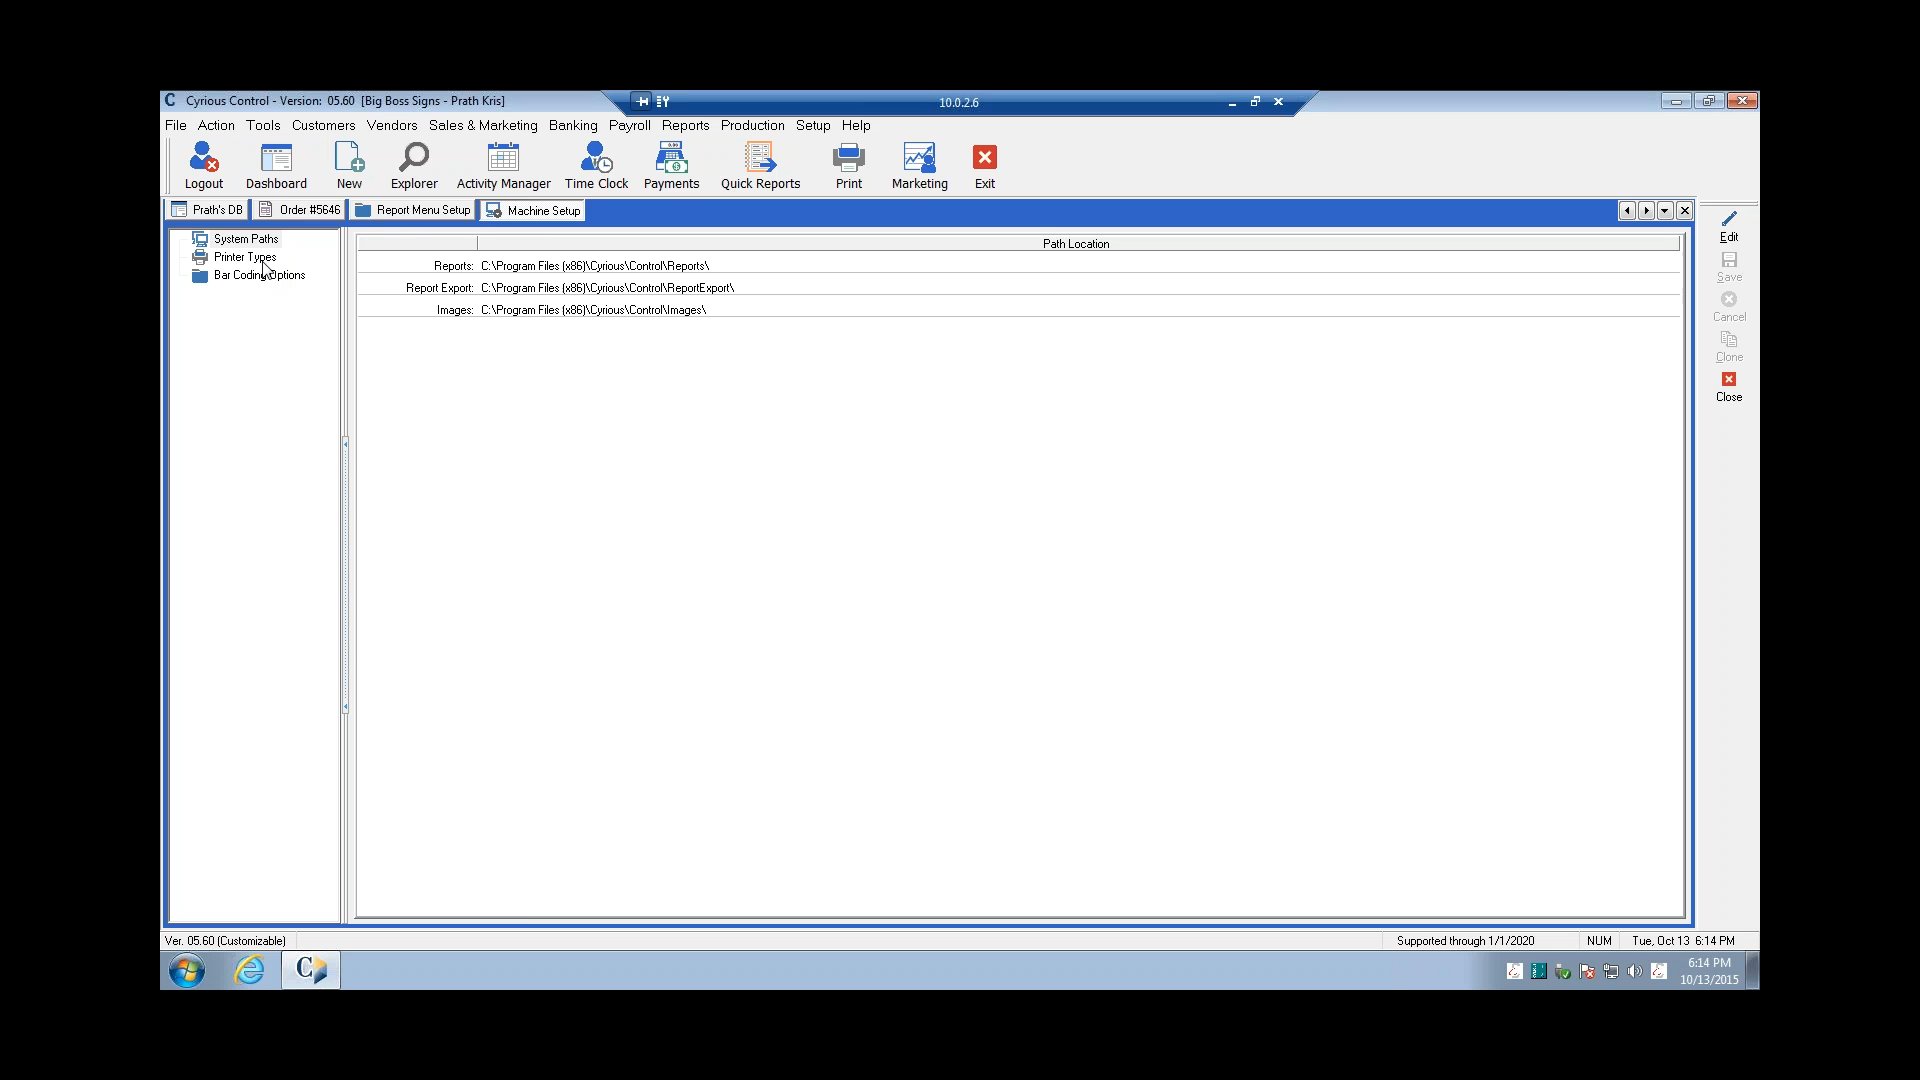 Cyrious Control - Version: 05.60 [Big Boss Signs - Prath Kris]
10.0.2.6
File Action Tools Customers Vendors Sales & Marketing Banking Payroll Reports Production Setup Help
Logout Dashboard New Explorer Activity Manager Time Clock Payments Quick Reports Print Marketing Exit
Prath's DB Order #5646 Report Menu Setup Machine Setup
System Paths
Printer Types
Bar Coding Options
Path Location
Reports: C:\Program Files (x86)\Cyrious\Control\Reports\
Report Export: C:\Program Files (x86)\Cyrious\Control\ReportExport\
Images: C:\Program Files (x86)\Cyrious\Control\Images\
Edit
Save
Cancel
Clone
Close
Ver. 05.60 (Customizable)
Supported through 1/1/2020 NUM Tue, Oct 13 6:14 PM
6:14 PM
10/13/2015